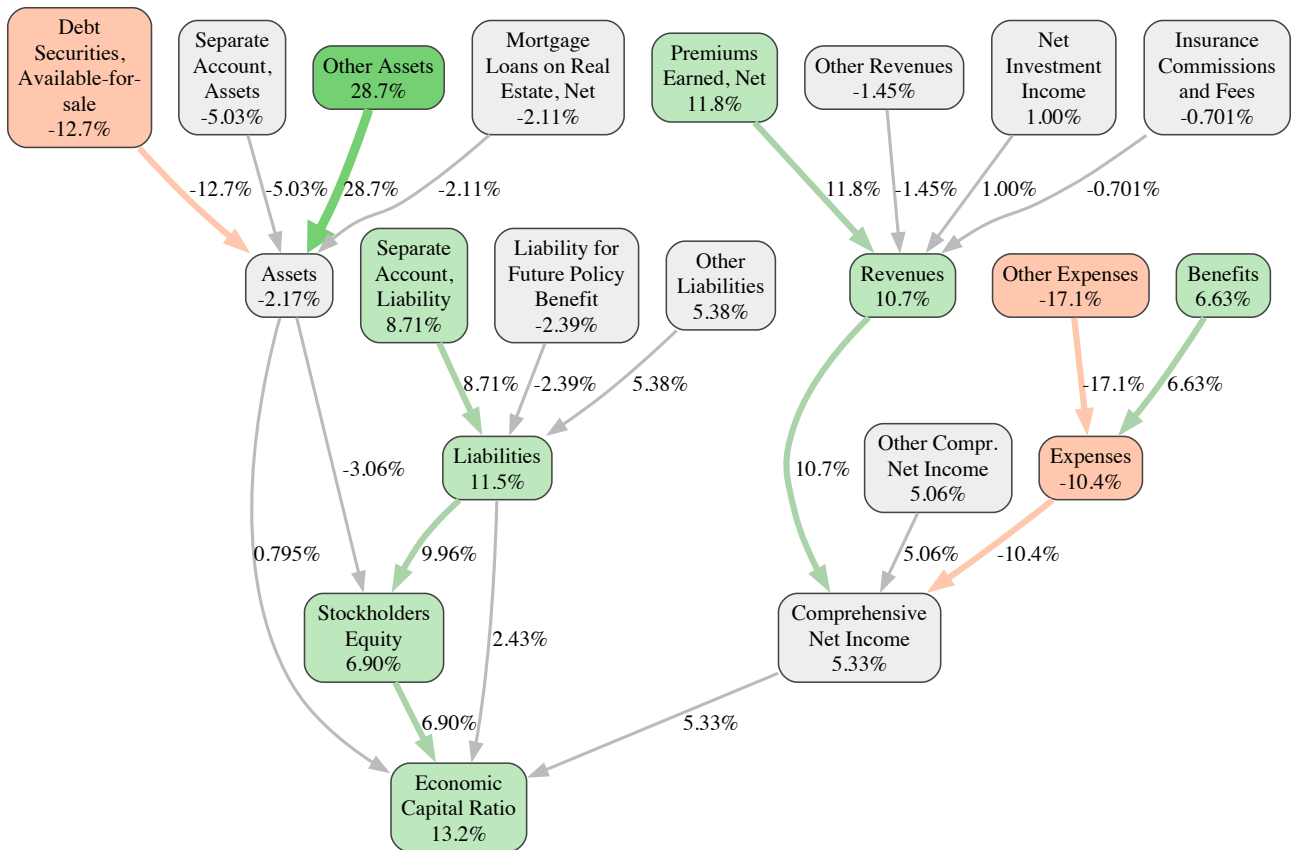 Debt
Securities,
Available-for-
sale
-12.7%
Separate
Account,
Assets
-5.03%
Other Assets
28.7%
Mortgage
Loans on Real
Estate, Net
-2.11%
Premiums
Earned, Net
11.8%
Other Revenues
-1.45%
Net
Investment
Income
1.00%
Insurance
Commissions
and Fees
-0.701%
-12.7%
-5.03%
28.7%
-2.11%
11.8%
-1.45%
1.00%
-0.701%
Assets
-2.17%
Separate
Account,
Liability
8.71%
Liability for
Future Policy
Benefit
-2.39%
Other
Liabilities
5.38%
Revenues
10.7%
Other Expenses
-17.1%
Benefits
6.63%
8.71%
-2.39%
5.38%
-17.1%
6.63%
-3.06%
Liabilities
11.5%
10.7%
Other Compr.
Net Income
5.06%
Expenses
-10.4%
0.795%
9.96%
5.06%
-10.4%
Stockholders
Equity
6.90%
2.43%
Comprehensive
Net Income
5.33%
6.90%
5.33%
Economic
Capital Ratio
13.2%